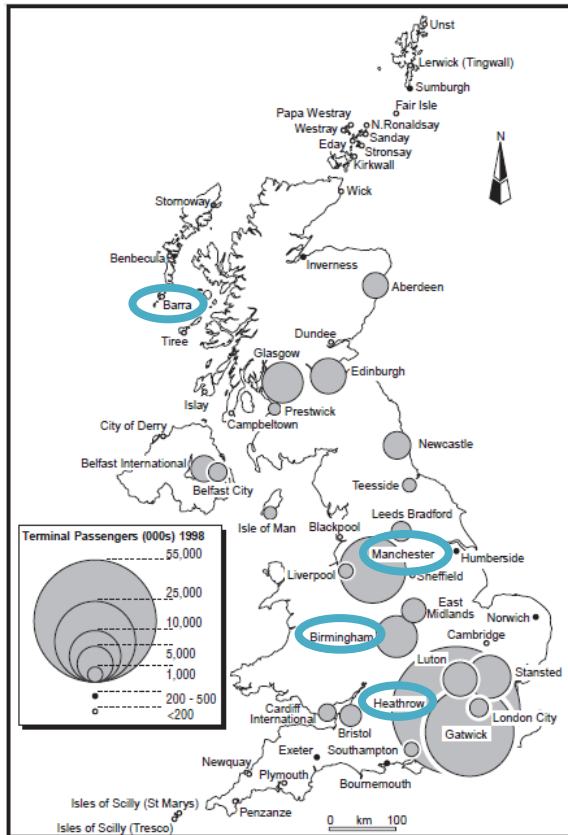 Unst
Lerwick (Tingwall)
Sumburgh
Fair Isle
Papa Westray
N.Ronaldsay
Westray
Sanday
Eday
Stronsay
Kirkwall
N
Wick
Stornoway
Benbecula
Inverness
Barra
Aberdeen
Tiree
Dundee
Glasgow
Edinburgh
Islay
Prestwick
Campbeltown
City of Derry
Newcastle
Belfast International
Belfast City
Teesside
Isle of Man
Leeds Bradford
Blackpool
Manchester
Humberside
Liverpool
Sheffield
East
Midlands
Norwich
Birmingham
Cambridge
Luton
Stansted
Heathrow
Cardiff
International
London City
Bristol
Gatwick
Exeter
Southampton
Newquay
Bournemouth
Plymouth
Penzance
Isles of Scilly (St Marys)
Isles of Scilly (Tresco)
0 km 100
Terminal Passengers (000s) 1998
55,000
25,000
10,000
5,000
1,000
200 - 500
<200